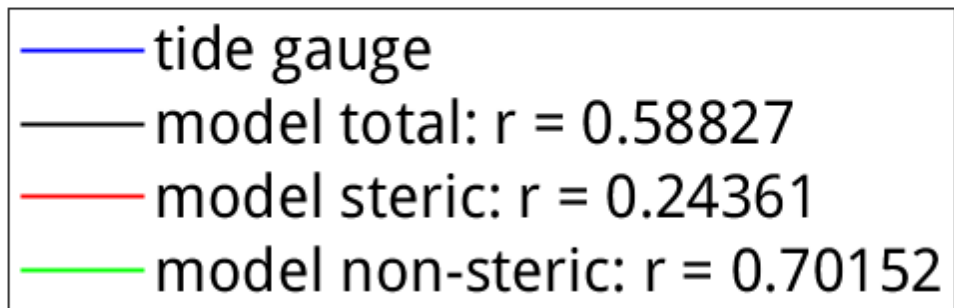 tide gauge
model total: r = 0.58827
model steric: r = 0.24361
model non-steric: r = 0.70152